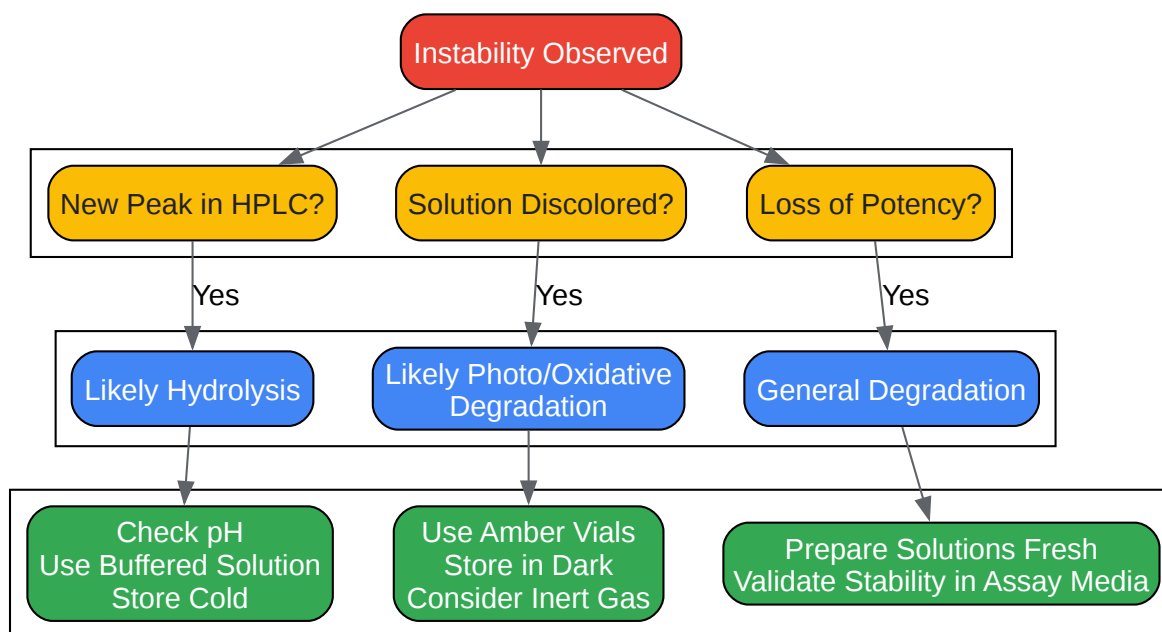 Instability Observed
New Peak in HPLC?
Solution Discolored?
Loss of Potency?
Yes
Yes
Yes
Likely Hydrolysis
Likely Photo/Oxidative
Degradation
General Degradation
Check pH
Use Buffered Solution
Store Cold
Use Amber Vials
Store in Dark
Consider Inert Gas
Prepare Solutions Fresh
Validate Stability in Assay Media